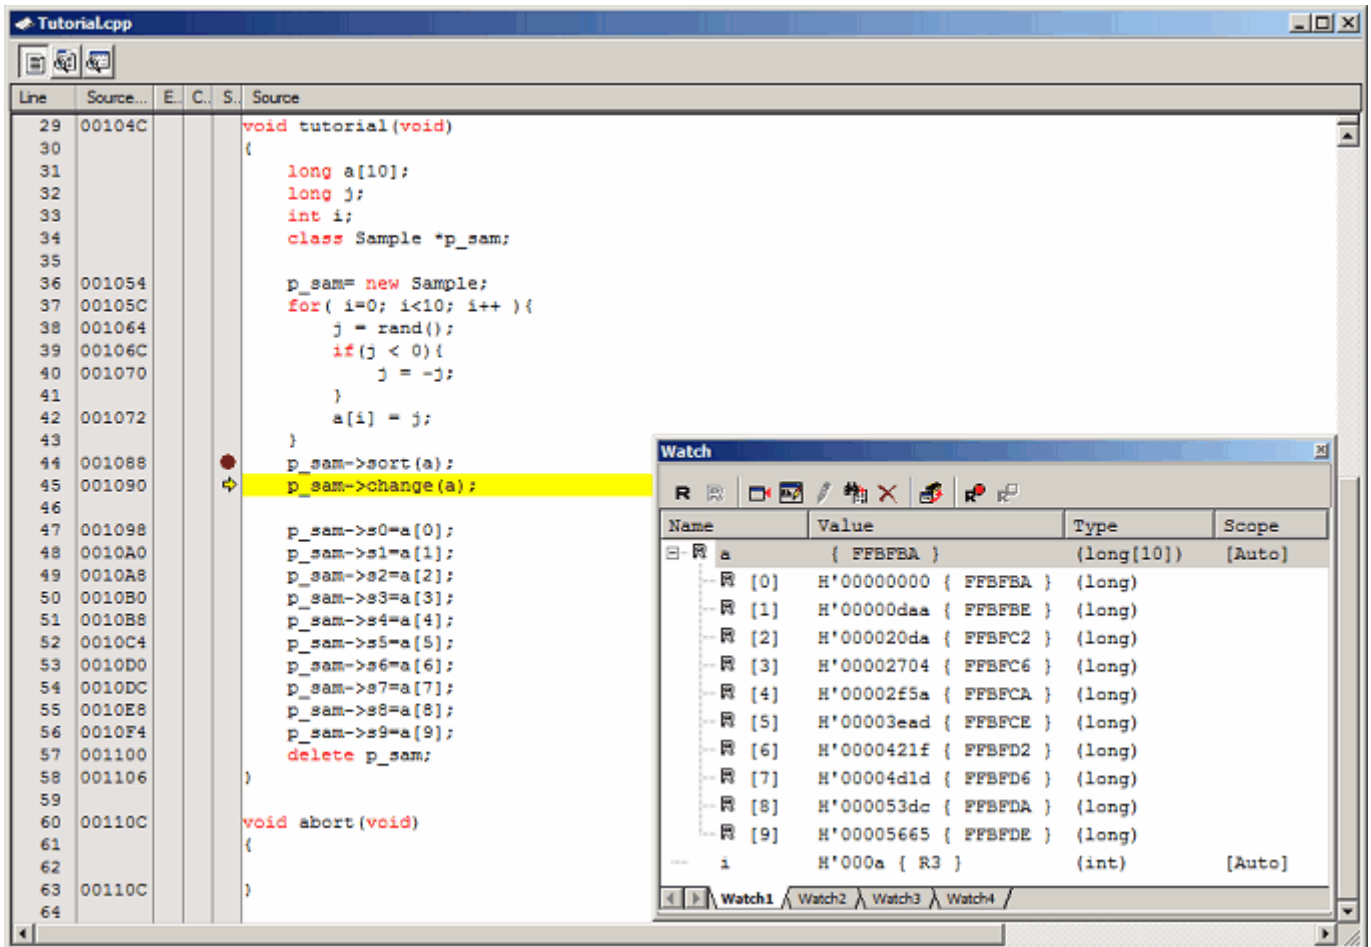 Tutorial.cpp
Line Source... E.. C.. S.. Source
29 00104C void tutorial(void)
30 {
31 long a[10];
32 long j;
33 int i;
34 class Sample *p_sam;
35
36 001054 p_sam= new Sample;
37 00105C for( i=0; i<10; i++ ){
38 001064 j = rand();
39 00106C if(j < 0){
40 001070 j = -j;
41 }
42 001072 a[i] = j;
43 }
44 001088 p_sam->sort(a);
45 001090 p_sam->change(a);
46
47 001098 p_sam->s0=a[0];
48 0010A0 p_sam->s1=a[1];
49 0010A8 p_sam->s2=a[2];
50 0010B0 p_sam->s3=a[3];
51 0010B8 p_sam->s4=a[4];
52 0010C4 p_sam->s5=a[5];
53 0010D0 p_sam->s6=a[6];
54 0010DC p_sam->s7=a[7];
55 0010E8 p_sam->s8=a[8];
56 0010F4 p_sam->s9=a[9];
57 001100 delete p_sam;
58 001106 }
59
60 00110C void abort(void)
61 {
62
63 00110C }
64
Watch
R R R R
Name Value Type Scope
R a { FFBFBA } (long[10]) [Auto]
R [0] H'00000000 { FFBFBA } (long)
R [1] H'00000daa { FFBFBE } (long)
R [2] H'000020da { FFBFC2 } (long)
R [3] H'00002704 { FFBFC6 } (long)
R [4] H'00002f5a { FFBFCA } (long)
R [5] H'00003ead { FFBFCE } (long)
R [6] H'0000421f { FFBFD2 } (long)
R [7] H'00004d1d { FFBFD6 } (long)
R [8] H'000053dc { FFBFDA } (long)
R [9] H'00005665 { FFBFDE } (long)
i H'000a { R3 } (int) [Auto]
Watch1 Watch2 Watch3 Watch4